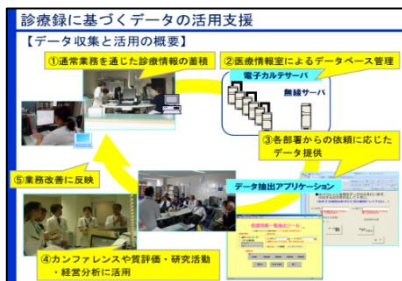 診療録に基づくデータの活用支援
【データ収集と活用の概要】
①通常業務を通じた診療情報の蓄積
②医療情報室によるデータベース管理
電子カルテサーバ
無線サーバ
③各部署からの依頼に応じた
データ提供
⑤業務改善に反映
データ抽出アプリケーション
④カンファレンスや質評価・研究活動
・経営分析に活用